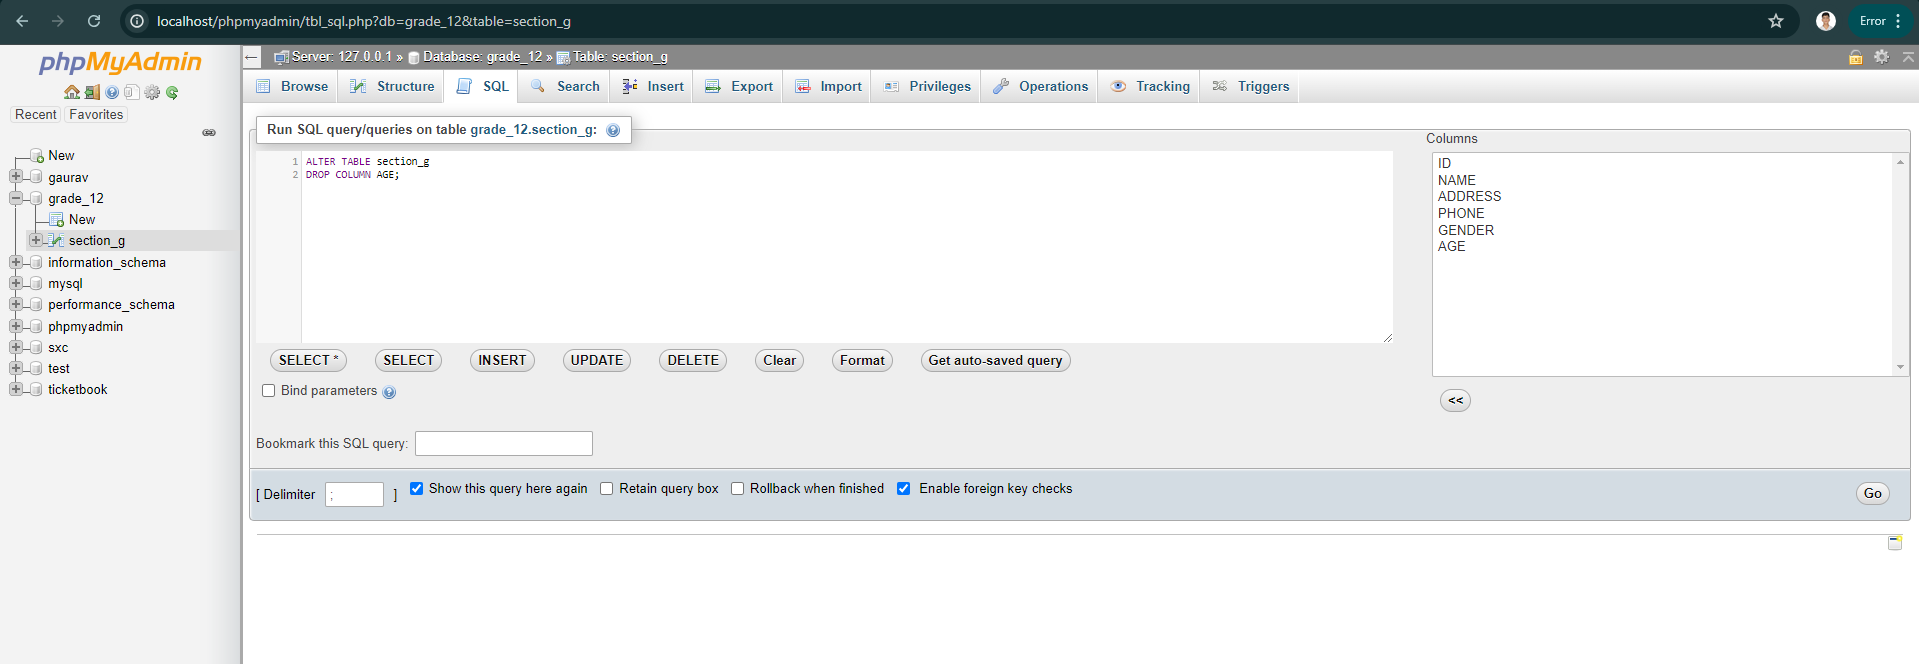 localhost/phpmyadmin/tbl_sql.php?db=grade_12&table=section_g
Error
phpMyAdmin
Recent Favorites
New
gaurav
grade_12
New
section_g
information_schema
mysql
performance_schema
phpmyadmin
sxc
test
ticketbook
Server: 127.0.0.1 » Database: grade_12 » Table: section_g
Browse Structure SQL Search Insert Export Import Privileges Operations Tracking Triggers
Run SQL query/queries on table grade_12.section_g:
1 ALTER TABLE section_g
2 DROP COLUMN AGE;
Columns
ID
NAME
ADDRESS
PHONE
GENDER
AGE
SELECT * SELECT INSERT UPDATE DELETE Clear Format Get auto-saved query
<<
Bind parameters
Bookmark this SQL query:
[ Delimiter ; ] Show this query here again Retain query box Rollback when finished Enable foreign key checks
Go